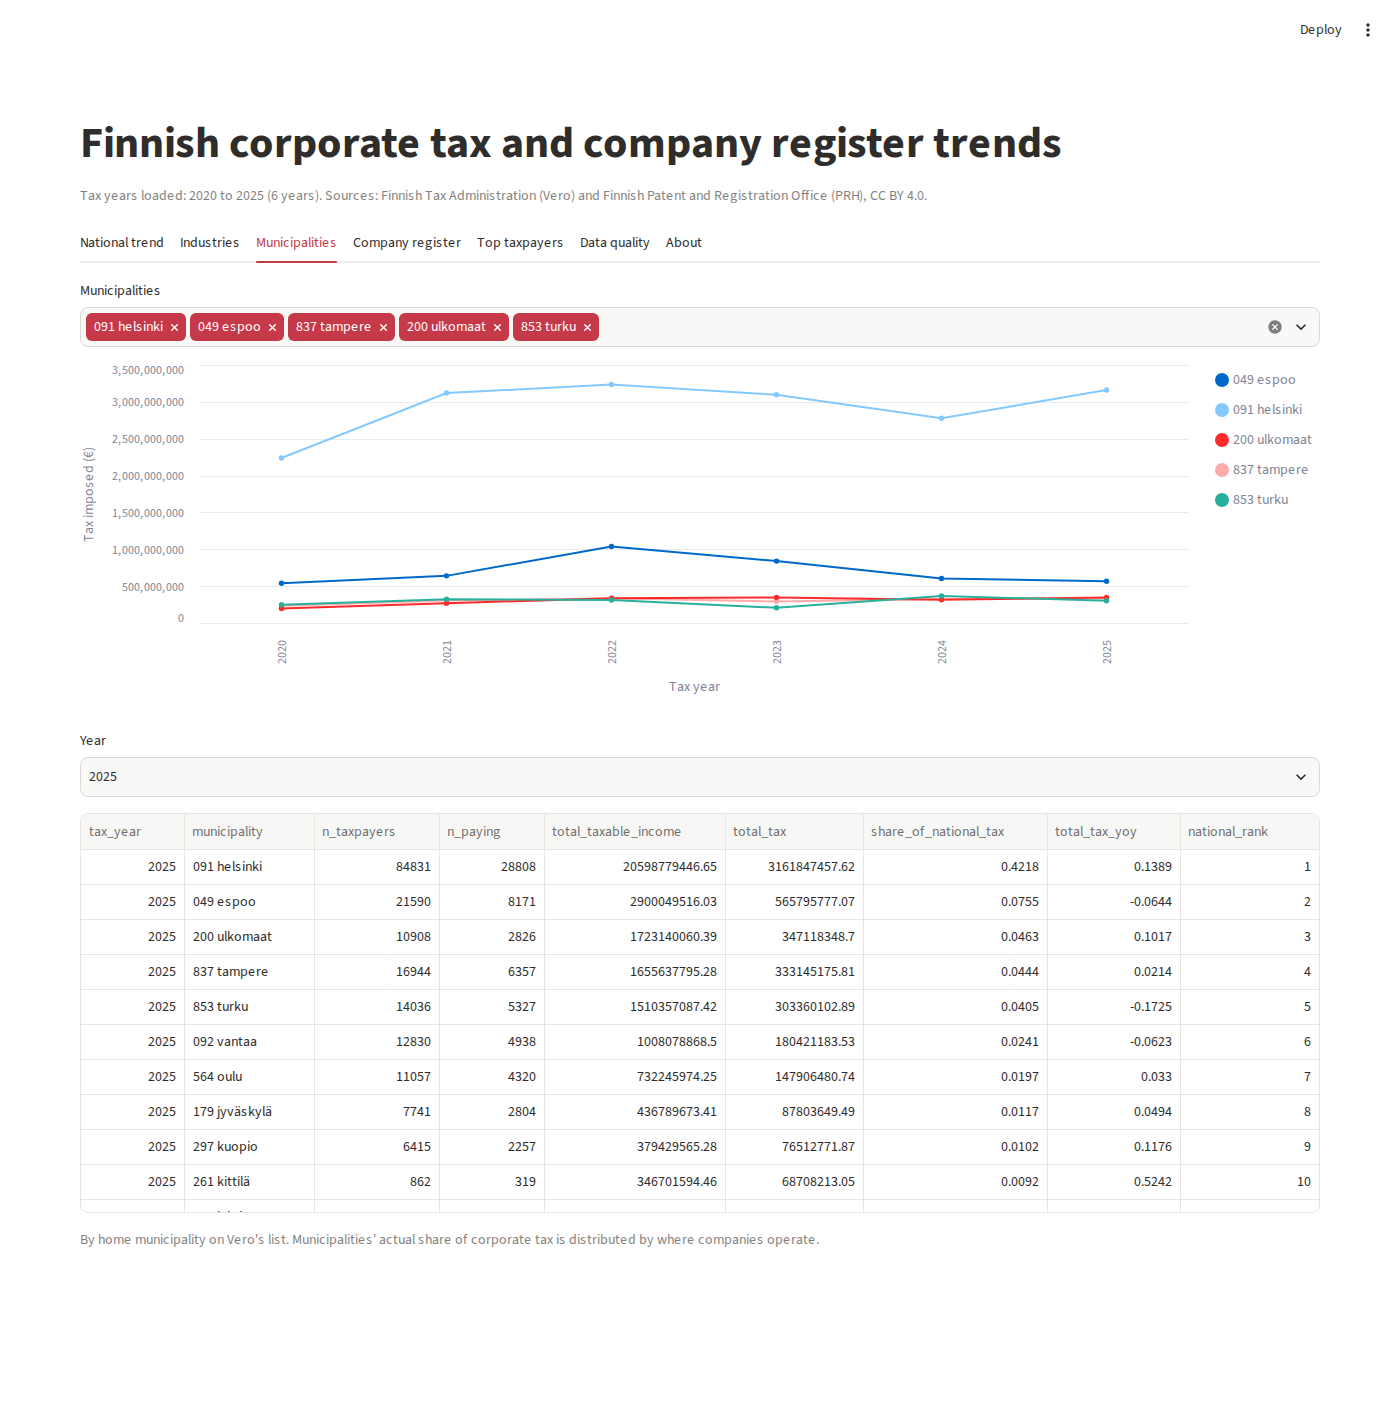 Deploy
Finnish corporate tax and company register trends
Tax years loaded: 2020 to 2025 (6 years). Sources: Finnish Tax Administration (Vero) and Finnish Patent and Registration Office (PRH), CC BY 4.0.
National trend Industries Municipalities Company register Top taxpayers Data quality About
Municipalities
091 helsinki 049 espoo 837 tampere 200 ulkomaat 853 turku
3,500,000,000
3,000,000,000
2,500,000,000
2,000,000,000
1,500,000,000
1,000,000,000
500,000,000
0
Tax imposed (€)
2020 2021 2022 2023 2024 2025
Tax year
049 espoo
091 helsinki
200 ulkomaat
837 tampere
853 turku
Year
2025
tax_year municipality n_taxpayers n_paying total_taxable_income total_tax share_of_national_tax total_tax_yoy national_rank
2025 091 helsinki 84831 28808 20598779446.65 3161847457.62 0.4218 0.1389 1
2025 049 espoo 21590 8171 2900049516.03 565795777.07 0.0755 -0.0644 2
2025 200 ulkomaat 10908 2826 1723140060.39 347118348.7 0.0463 0.1017 3
2025 837 tampere 16944 6357 1655637795.28 333145175.81 0.0444 0.0214 4
2025 853 turku 14036 5327 1510357087.42 303360102.89 0.0405 -0.1725 5
2025 092 vantaa 12830 4938 1008078868.5 180421183.53 0.0241 -0.0623 6
2025 564 oulu 11057 4320 732245974.25 147906480.74 0.0197 0.033 7
2025 179 jyväskylä 7741 2804 436789673.41 87803649.49 0.0117 0.0494 8
2025 297 kuopio 6415 2257 379429565.28 76512771.87 0.0102 0.1176 9
2025 261 kittilä 862 319 346701594.46 68708213.05 0.0092 0.5242 10
By home municipality on Vero's list. Municipalities' actual share of corporate tax is distributed by where companies operate.